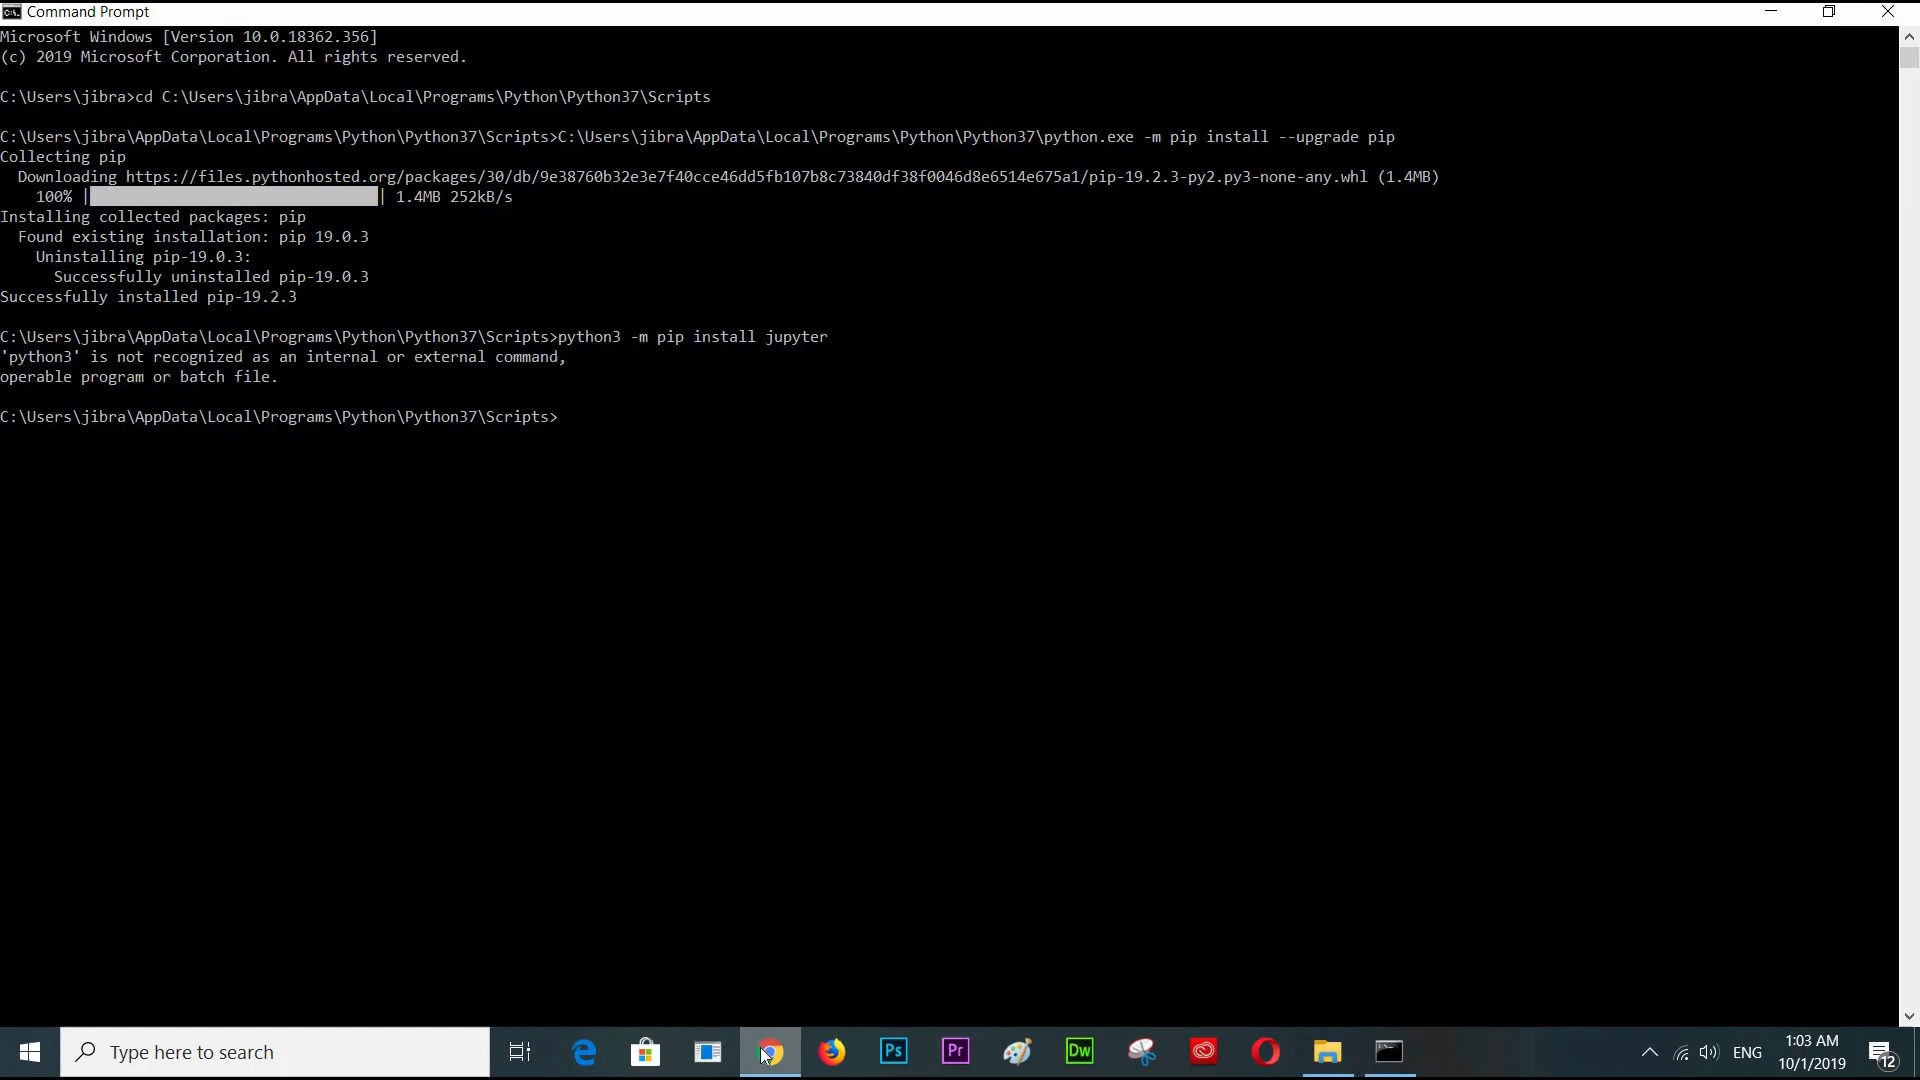 Command Prompt
Microsoft Windows [Version 10.0.18362.356]
(c) 2019 Microsoft Corporation. All rights reserved.
C:\Users\jibra>cd C:\Users\jibra\AppData\Local\Programs\Python\Python37\Scripts
C:\Users\jibra\AppData\Local\Programs\Python\Python37\Scripts>C:\Users\jibra\AppData\Local\Programs\Python\Python37\python.exe -m pip install --upgrade pip
Collecting pip
Downloading https://files.pythonhosted.org/packages/30/db/9e38760b32e3e7f40cce46dd5fb107b8c73840df38f0046d8e6514e675a1/pip-19.2.3-py2.py3-none-any.whl (1.4MB)
100% |████████████████████████████████| 1.4MB 252kB/s
Installing collected packages: pip
Found existing installation: pip 19.0.3
Uninstalling pip-19.0.3:
Successfully uninstalled pip-19.0.3
Successfully installed pip-19.2.3
C:\Users\jibra\AppData\Local\Programs\Python\Python37\Scripts>python3 -m pip install jupyter
'python3' is not recognized as an internal or external command,
operable program or batch file.
C:\Users\jibra\AppData\Local\Programs\Python\Python37\Scripts>
Type here to search
Ps
Pr
Dw
ENG
1:03 AM
10/1/2019
12